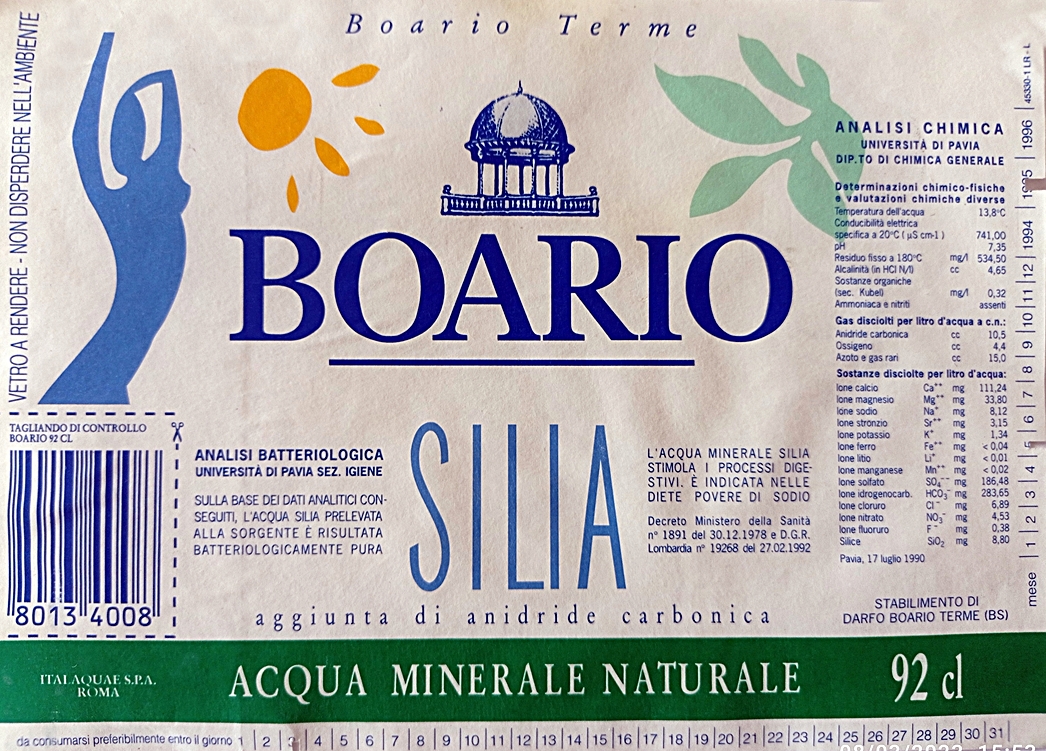 Boario Terme
VETRO A RENDERE - NON DISPERDERE NELL'AMBIENTE
BOARIO
SILIA
aggiunta di anidride carbonica
TAGLIANDO DI CONTROLLO
BOARIO 92 CL
8013 4008
ANALISI BATTERIOLOGICA
UNIVERSITÀ DI PAVIA SEZ. IGIENE
SULLA BASE DEI DATI ANALITICI CON-
SEGUITI, L'ACQUA SILIA PRELEVATA
ALLA SORGENTE È RISULTATA
BATTERIOLOGICAMENTE PURA
L'ACQUA MINERALE SILIA
STIMOLA I PROCESSI DIGE-
STIVI. È INDICATA NELLE
DIETE POVERE DI SODIO
Decreto Ministero della Sanità
n° 1891 del 30.12.1978 e D.G.R.
Lombardia n° 19268 del 27.02.1992
ANALISI CHIMICA
UNIVERSITÀ DI PAVIA
DIP.TO DI CHIMICA GENERALE
Determinazioni chimico-fisiche
e valutazioni chimiche diverse
Temperatura dell'acqua 13,8°C
Conducibilità elettrica
specifica a 20°C ( µS cm-1 ) 741,00
pH 7,35
Residuo fisso a 180°C mg/l 534,50
Alcalinità (in HCl N/1) cc 4,65
Sostanze organiche
(sec. Kubel) mg/l 0,32
Ammoniaca e nitriti assenti
Gas disciolti per litro d'acqua a c.n.:
Anidride carbonica cc 10,5
Ossigeno cc 4,4
Azoto e gas rari cc 15,0
Sostanze disciolte per litro d'acqua:
Ione calcio Ca++ mg 111,24
Ione magnesio Mg++ mg 33,80
Ione sodio Na+ mg 8,12
Ione stronzio Sr++ mg 3,15
Ione potassio K+ mg 1,34
Ione ferro Fe++ mg < 0,04
Ione litio Li+ mg < 0,01
Ione manganese Mn++ mg < 0,02
Ione solfato SO4-- mg 186,48
Ione idrogenocarb. HCO3- mg 283,65
Ione cloruro Cl- mg 6,89
Ione nitrato NO3- mg 4,53
Ione fluoruro F- mg 0,38
Silice SiO2 mg 8,80
Pavia, 17 luglio 1990
STABILIMENTO DI
DARFO BOARIO TERME (BS)
mese 1 2 3 4 5 6 7 8 9 10 11 12 1994 1995 1996 45330-1 LR - L
ITALAQUAE S.P.A.
ROMA
ACQUA MINERALE NATURALE
92 cl
da consumarsi preferibilmente entro il giorno 1 2 3 4 5 6 7 8 9 10 11 12 13 14 15 16 17 18 19 20 21 22 23 24 25 26 27 28 29 30 31